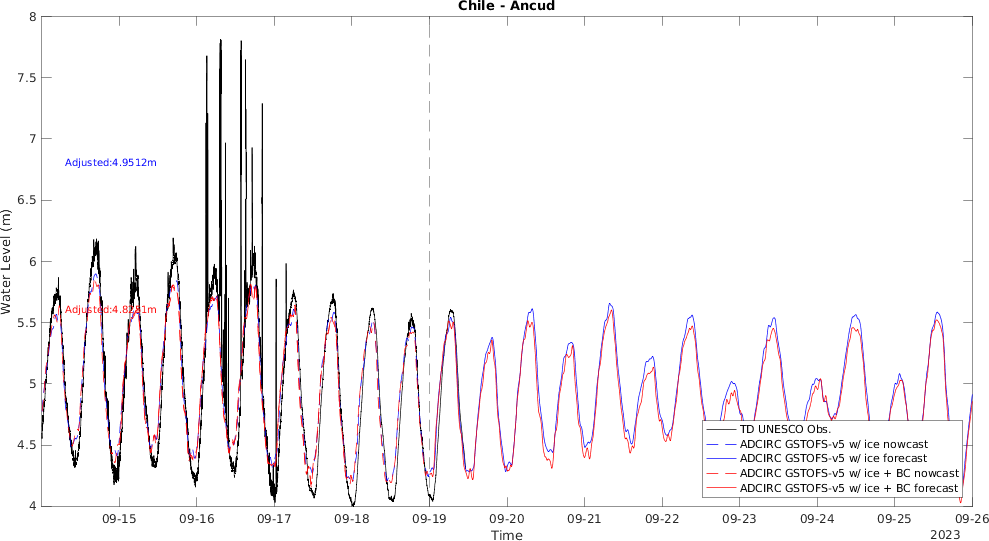 Chile - Ancud
8
7.5
7
6.5
6
5.5
5
4.5
4
Water Level (m)
Adjusted:4.9512m
TD UNESCO Obs.
ADCIRC GSTOFS-v5 w/ ice nowcast
ADCIRC GSTOFS-v5 w/ ice forecast
ADCIRC GSTOFS-v5 w/ ice + BC nowcast
ADCIRC GSTOFS-v5 w/ ice + BC forecast
09-15
09-16
09-17
09-18
09-19
09-20
09-21
09-22
09-23
09-24
09-25
09-26
Time
2023